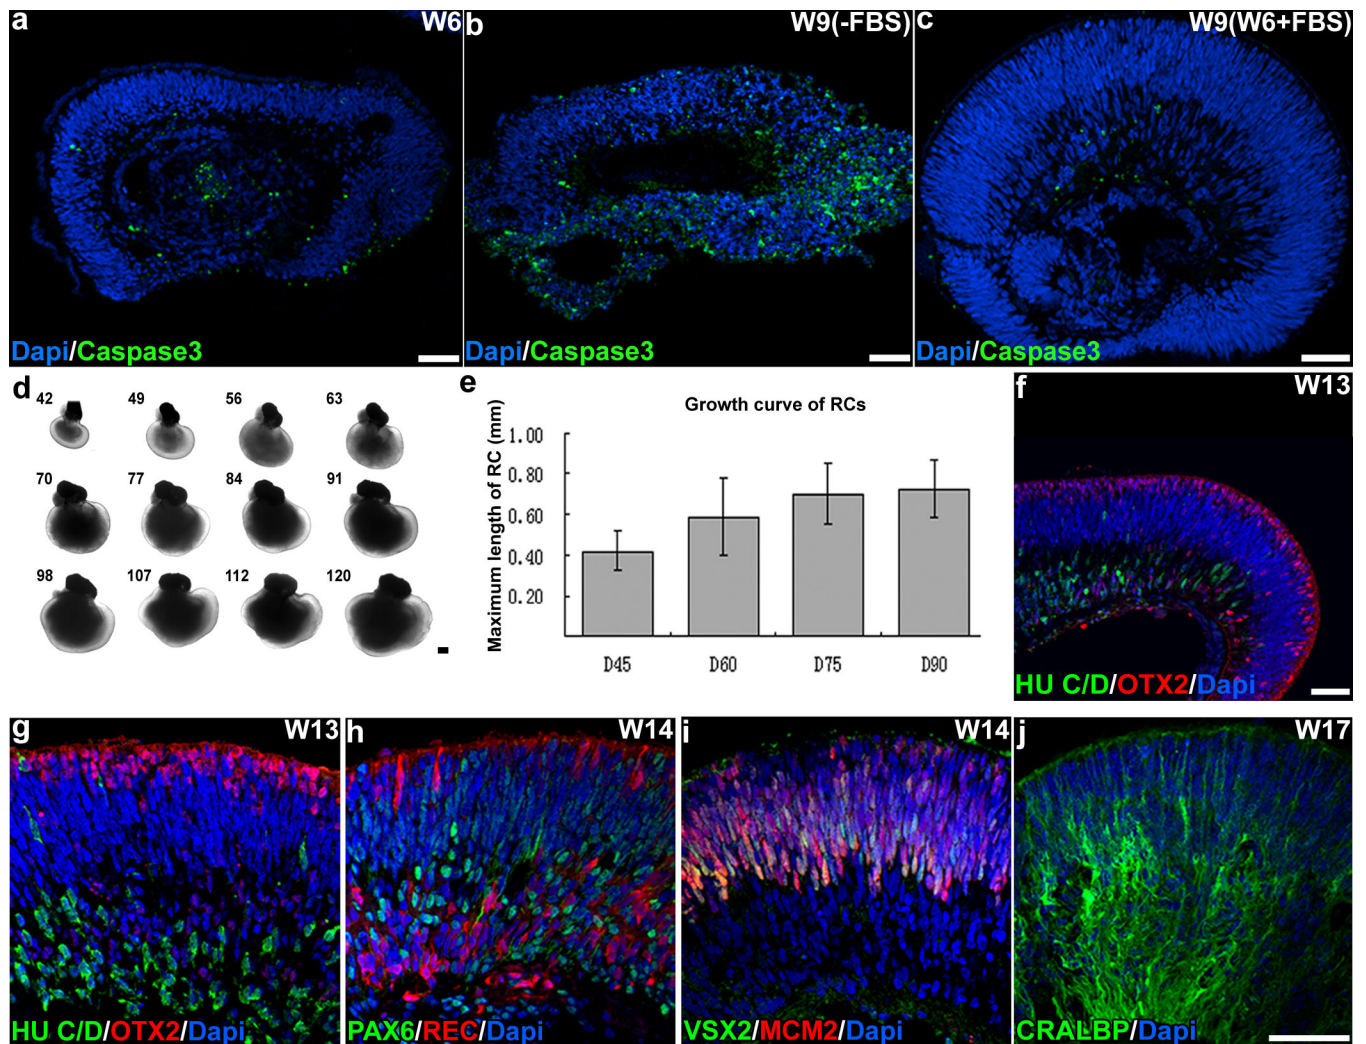 a W6
b W9(-FBS)
c W9(W6+FBS)
Dapi/Caspase3
Dapi/Caspase3
Dapi/Caspase3
d
42 49 56 63
70 77 84 91
98 107 112 120
e
Growth curve of RCs
Maximum length of RC (mm)
1.00
0.80
0.60
0.40
0.20
D45 D60 D75 D90
f W13
HU C/D/OTX2/Dapi
g W13
HU C/D/OTX2/Dapi
h W14
PAX6/REC/Dapi
i W14
VSX2/MCM2/Dapi
j W17
CRALBP/Dapi